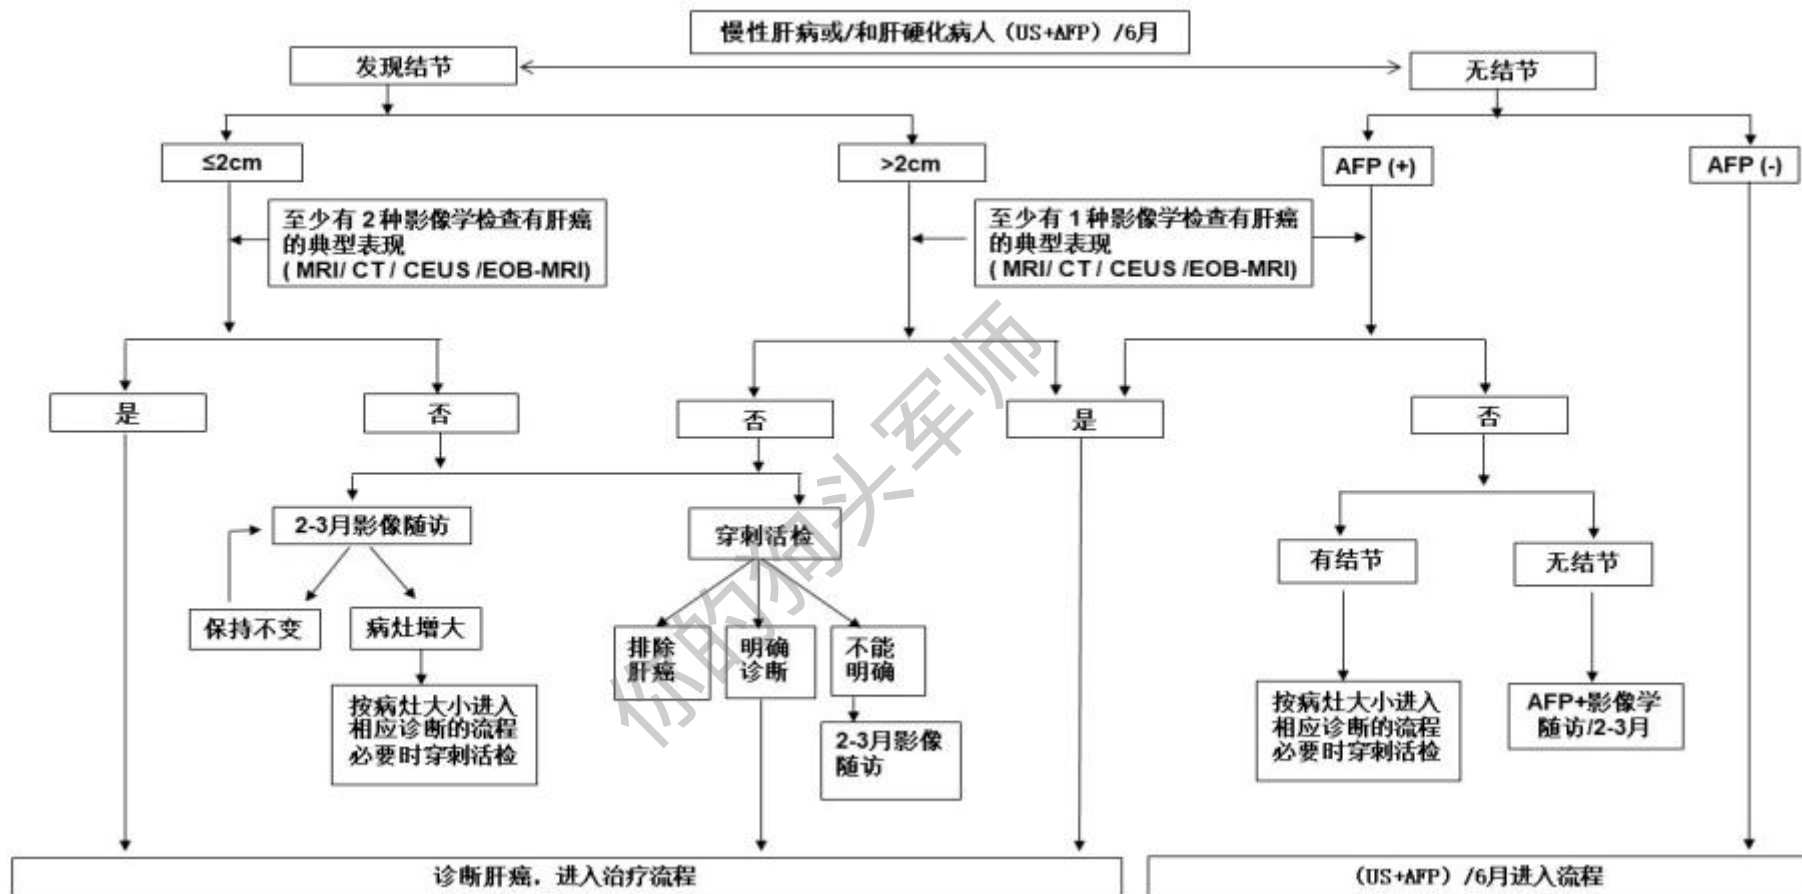 慢性肝病或/和肝硬化病人（US+AFP）/6月
发现结节
无结节
≤2cm
>2cm
AFP (+)
AFP (-)
至少有 2 种影像学检查有肝癌
的典型表现
( MRI/ CT / CEUS /EOB-MRI)
至少有 1 种影像学检查有肝癌
的典型表现
( MRI/ CT / CEUS /EOB-MRI)
是
否
否
是
否
2-3月影像随访
穿刺活检
有结节
无结节
保持不变
病灶增大
排除
肝癌
明确
诊断
不能
明确
按病灶大小进入
相应诊断的流程
必要时穿刺活检
2-3月影像
随访
按病灶大小进入
相应诊断的流程
必要时穿刺活检
AFP+影像学
随访/2-3月
诊断肝癌．进入治疗流程
（US+AFP）/6月进入流程
你的狗头军师